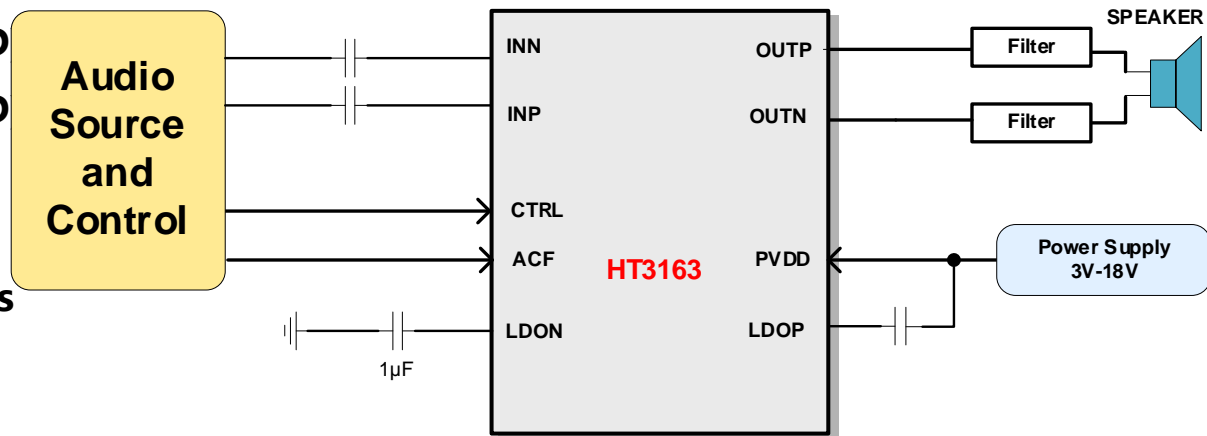 Audio
Source
and
Control
INN
INP
CTRL
ACF
LDON
HT3163
OUTP
OUTN
PVDD
LDOP
Filter
Filter
SPEAKER
Power Supply
3V-18V
1µF